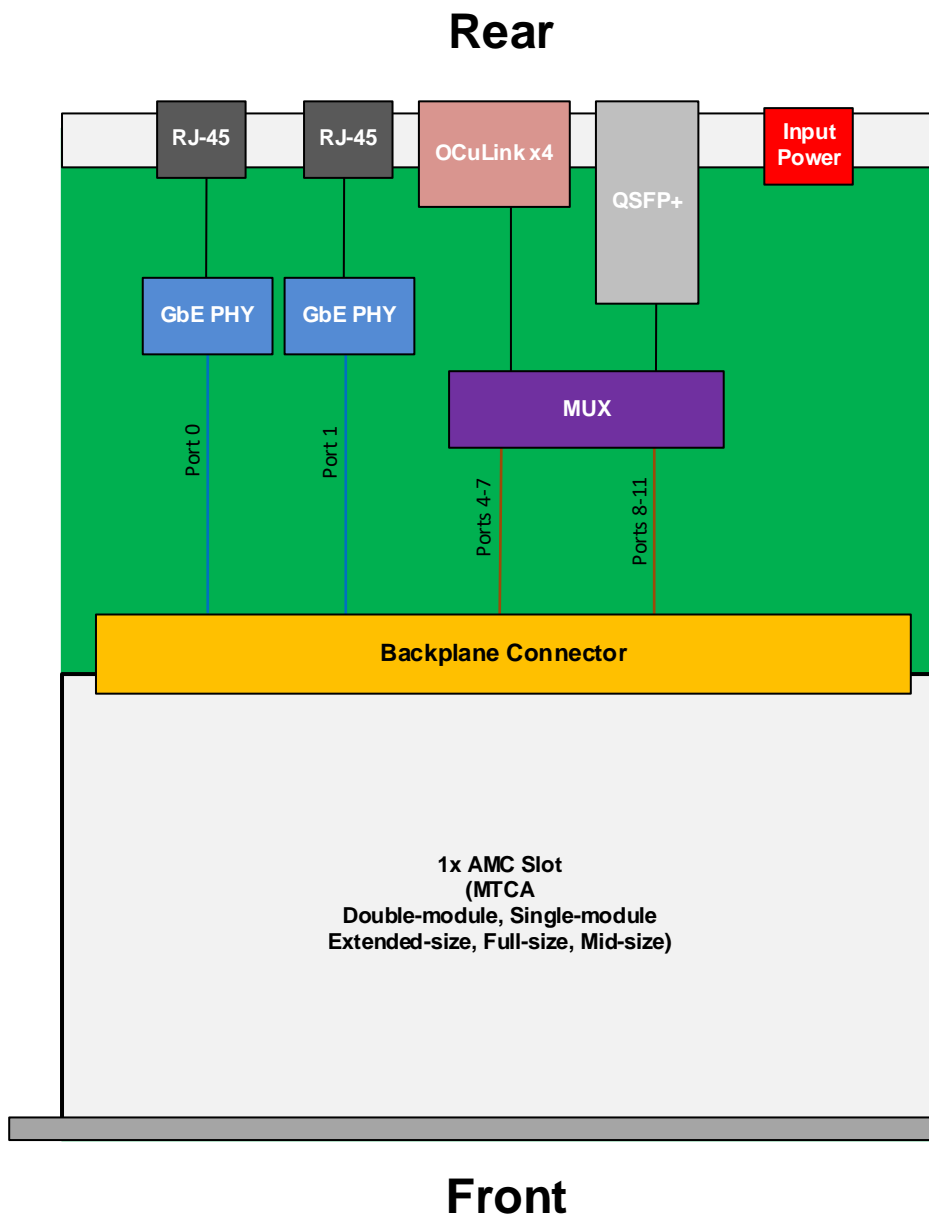 Rear
RJ-45
RJ-45
OCuLink x4
QSFP+
Input
Power
GbE PHY
GbE PHY
MUX
Port 0
Port 1
Ports 4-7
Ports 8-11
Backplane Connector
1x AMC Slot
(MTCA
Double-module, Single-module
Extended-size, Full-size, Mid-size)
Front